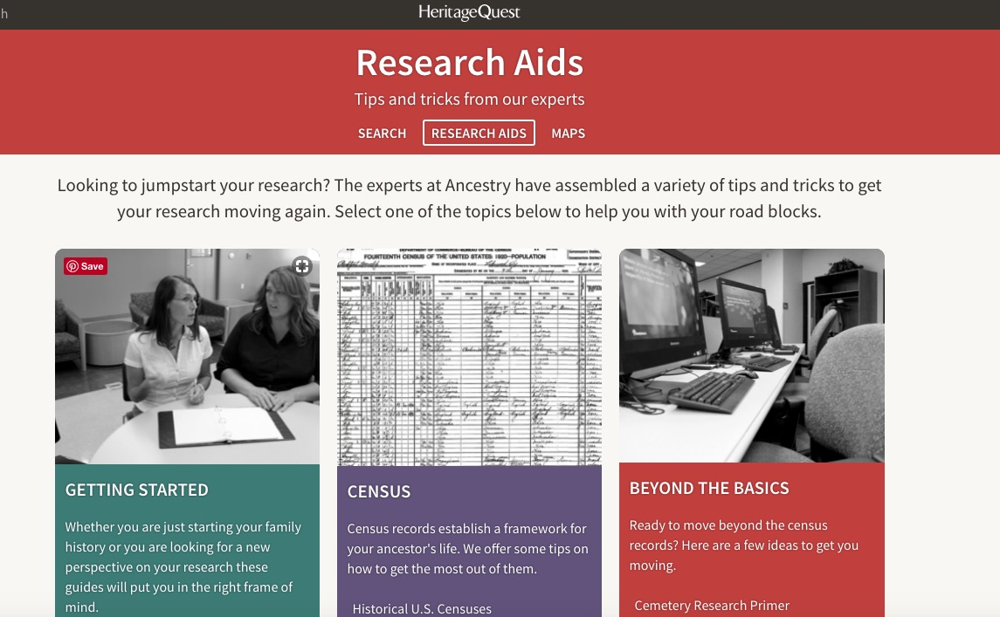 h
HeritageQuest
Research Aids
Tips and tricks from our experts
SEARCH RESEARCH AIDS MAPS
Looking to jumpstart your research? The experts at Ancestry have assembled a variety of tips and tricks to get
your research moving again. Select one of the topics below to help you with your road blocks.
Save
DEPARTMENT OF COMMERCE-BUREAU OF THE CENSUS
FOURTEENTH CENSUS OF THE UNITED STATES: 1920-POPULATION
GETTING STARTED
Whether you are just starting your family
history or you are looking for a new
perspective on your research these
guides will put you in the right frame of
mind.
CENSUS
Census records establish a framework for
your ancestor's life. We offer some tips on
how to get the most out of them.
Historical U.S. Censuses
BEYOND THE BASICS
Ready to move beyond the census
records? Here are a few ideas to get you
moving.
Cemetery Research Primer